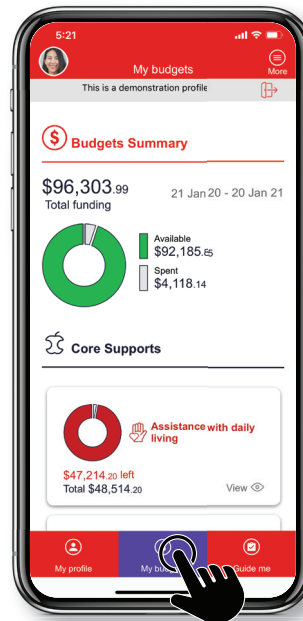 5:21
My budgets
More
This is a demonstration profile
Budgets Summary
$96,303.99
Total funding
21 Jan 20 - 20 Jan 21
Available
$92,185.85
Spent
$4,118.14
Core Supports
Assistance with daily
living
$47,214.20 left
Total $48,514.20
View
My profile
Guide me